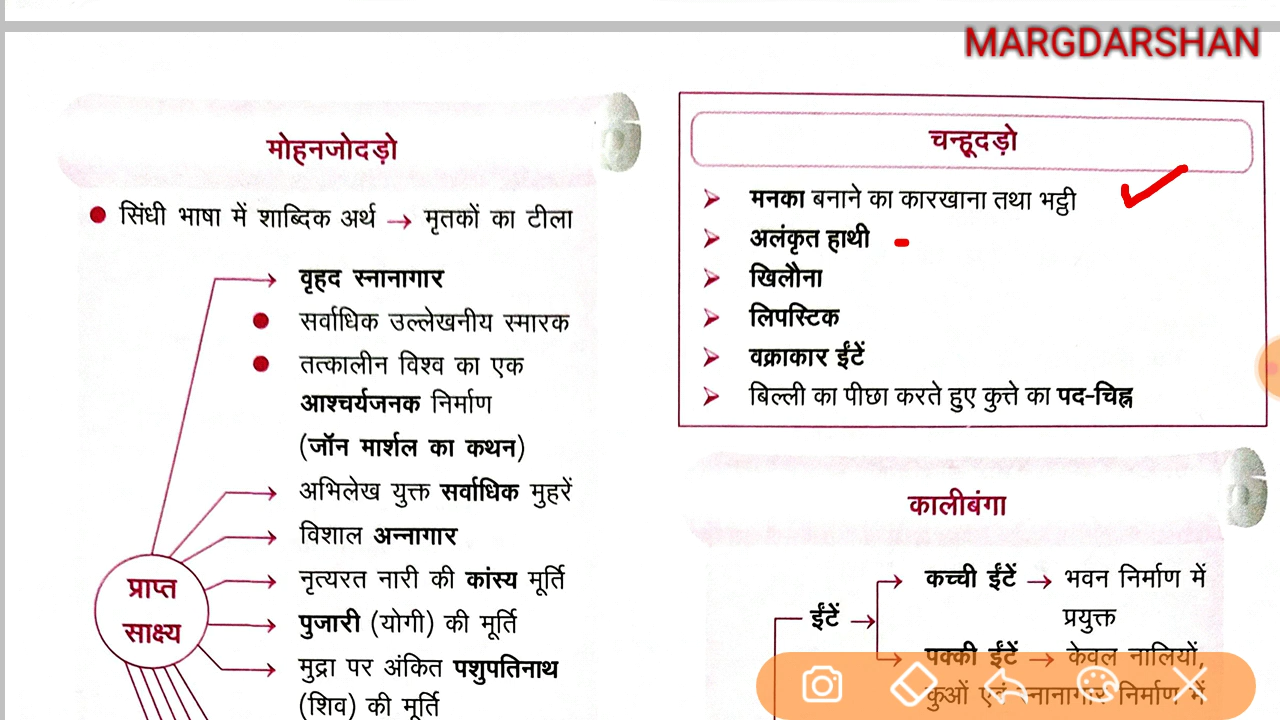 MARGDARSHAN
मोहनजोदड़ो
सिंधी भाषा में शाब्दिक अर्थ → मृतकों का टीला
वृहद स्नानागार
सर्वाधिक उल्लेखनीय स्मारक
तत्कालीन विश्व का एक
आश्चर्यजनक निर्माण
(जॉन मार्शल का कथन)
अभिलेख युक्त सर्वाधिक मुहरें
विशाल अन्नागार
नृत्यरत नारी की कांस्य मूर्ति
पुजारी (योगी) की मूर्ति
मुद्रा पर अंकित पशुपतिनाथ
(शिव) की मूर्ति
प्राप्त
साक्ष्य
चन्हूदड़ो
मनका बनाने का कारखाना तथा भट्ठी
अलंकृत हाथी
खिलौना
लिपस्टिक
वक्राकार ईंटें
बिल्ली का पीछा करते हुए कुत्ते का पद-चिह्न
कालीबंगा
ईंटें →
कच्ची ईंटें → भवन निर्माण में
प्रयुक्त
पक्की ईंटें → केवल नालियों,
कुओं एवं स्नानागार निर्माण में